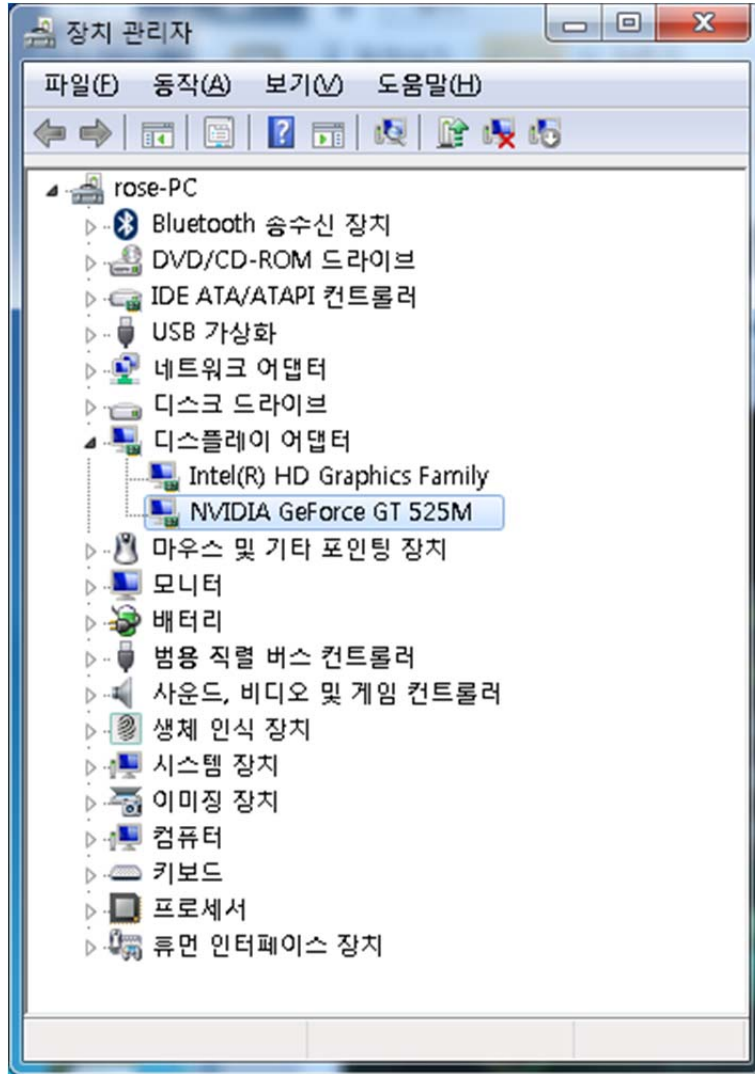 장치 관리자
파일(F) 동작(A) 보기(V) 도움말(H)
rose-PC
Bluetooth 송수신 장치
DVD/CD-ROM 드라이브
IDE ATA/ATAPI 컨트롤러
USB 가상화
네트워크 어댑터
디스크 드라이브
디스플레이 어댑터
Intel(R) HD Graphics Family
NVIDIA GeForce GT 525M
마우스 및 기타 포인팅 장치
모니터
배터리
범용 직렬 버스 컨트롤러
사운드, 비디오 및 게임 컨트롤러
생체 인식 장치
시스템 장치
이미징 장치
컴퓨터
키보드
프로세서
휴먼 인터페이스 장치